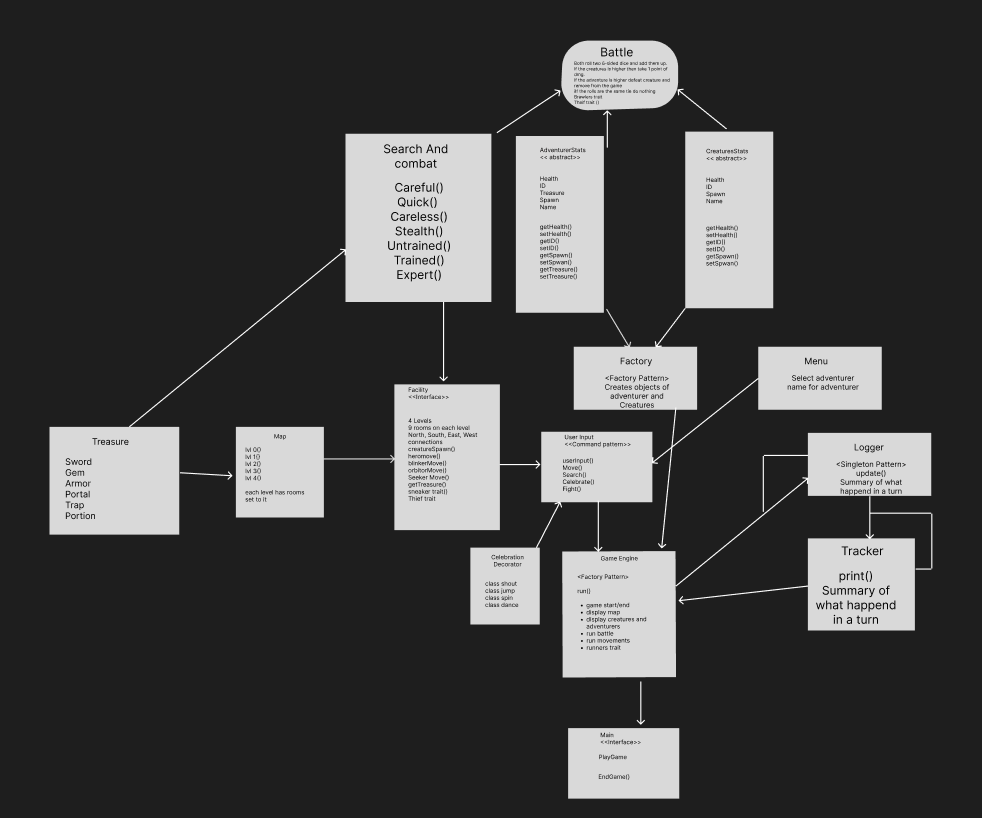 Battle
Both roll two 6-sided dice and add them up.
If the creatures is higher then take 1 point of
If the adventure is higher defeat creature and
remove from the game
If the rolls are the same tie do nothing
Brawlers trait
Thief trait ()
Search And
combat
Careful()
Quick()
Careless()
Stealth()
Untrained()
Trained()
Expert()
AdventurerStats
<< abstract>>
Health
ID
Treasure
Spawn
Name
getHealth()
setHealth()
getID()
setID()
getSpawn()
setSpwan()
getTreasure()
setTreasure()
CreaturesStats
<< abstract>>
Health
ID
Spawn
Name
getHealth()
setHealth()
getID()
setID()
getSpawn()
setSpwan()
Factory
<Factory Pattern>
Creates objects of
adventurer and
Creatures
Menu
Select adventurer
name for adventurer
Treasure
Sword
Gem
Armor
Portal
Trap
Portion
Map
lvl 0()
lvl 1()
lvl 2()
lvl 3()
lvl 4()
each level has rooms
set to it
Facility
<<Interface>>
4 Levels
9 rooms on each level
North, South, East, West
connections
creatureSpawn()
heromove()
blinkerMove()
orbitorMove()
Seeker Move()
getTreasure()
sneaker trait()
Thief trait
User Input
<<Command pattern>>
userinput()
Move()
Search()
Celebrate()
Fight()
Logger
<Singleton Pattern>
update()
Summary of what
happend in a turn
Celebration
Decorator
class shout
class jump
class spin
class dance
Game Engine
<Factory Pattern>
run()
• game start/end
• display map
• display creatures and
adventurers
• run battle
• run movements
• runners trait
Tracker
print()
Summary of
what happend
in a turn
Main
<<Interface>>
PlayGame
EndGame()